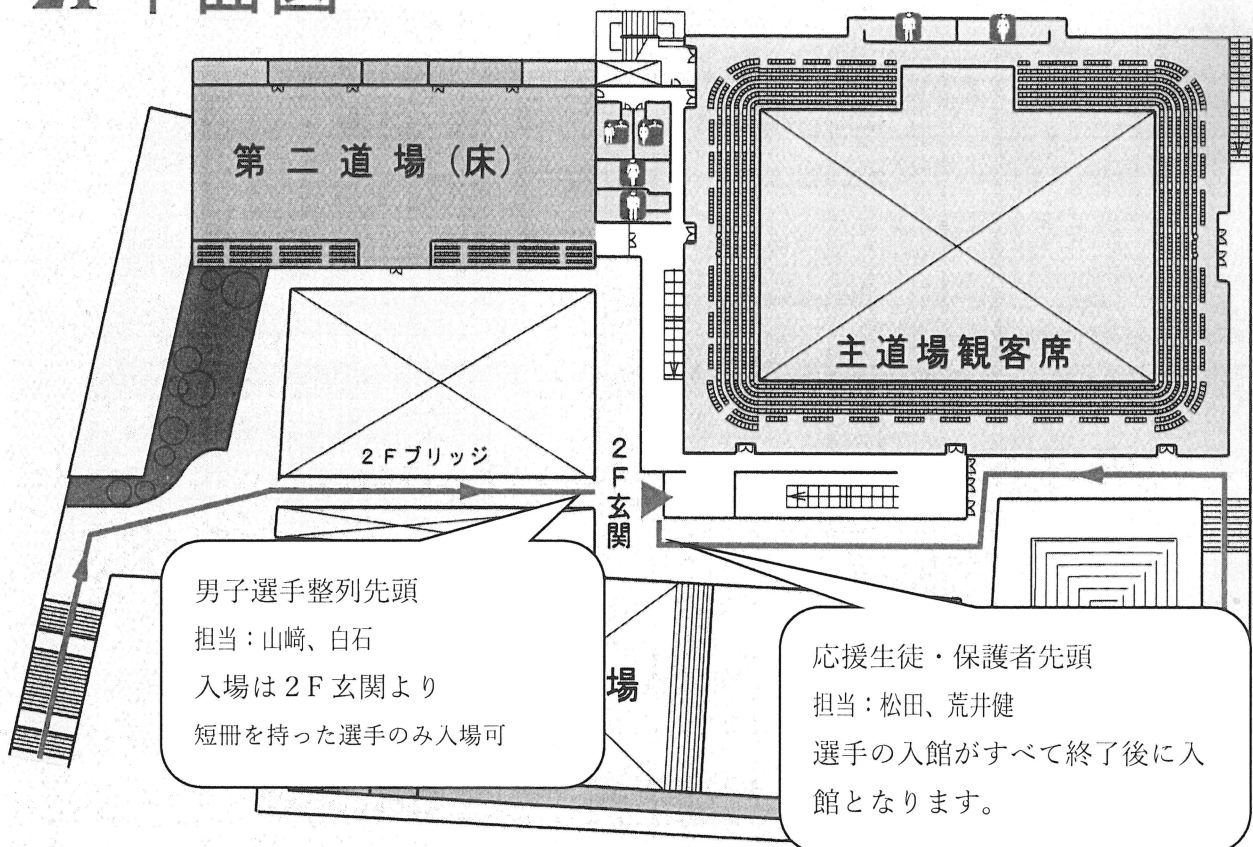 2F平面図
第二道場（床）
主道場観客席
2Fブリッジ
2F玄関
男子選手整列先頭
担当：山﨑、白石
入場は２Ｆ玄関より
短冊を持った選手のみ入場可
場
応援生徒・保護者先頭
担当：松田、荒井健
選手の入館がすべて終了後に入
館となります。